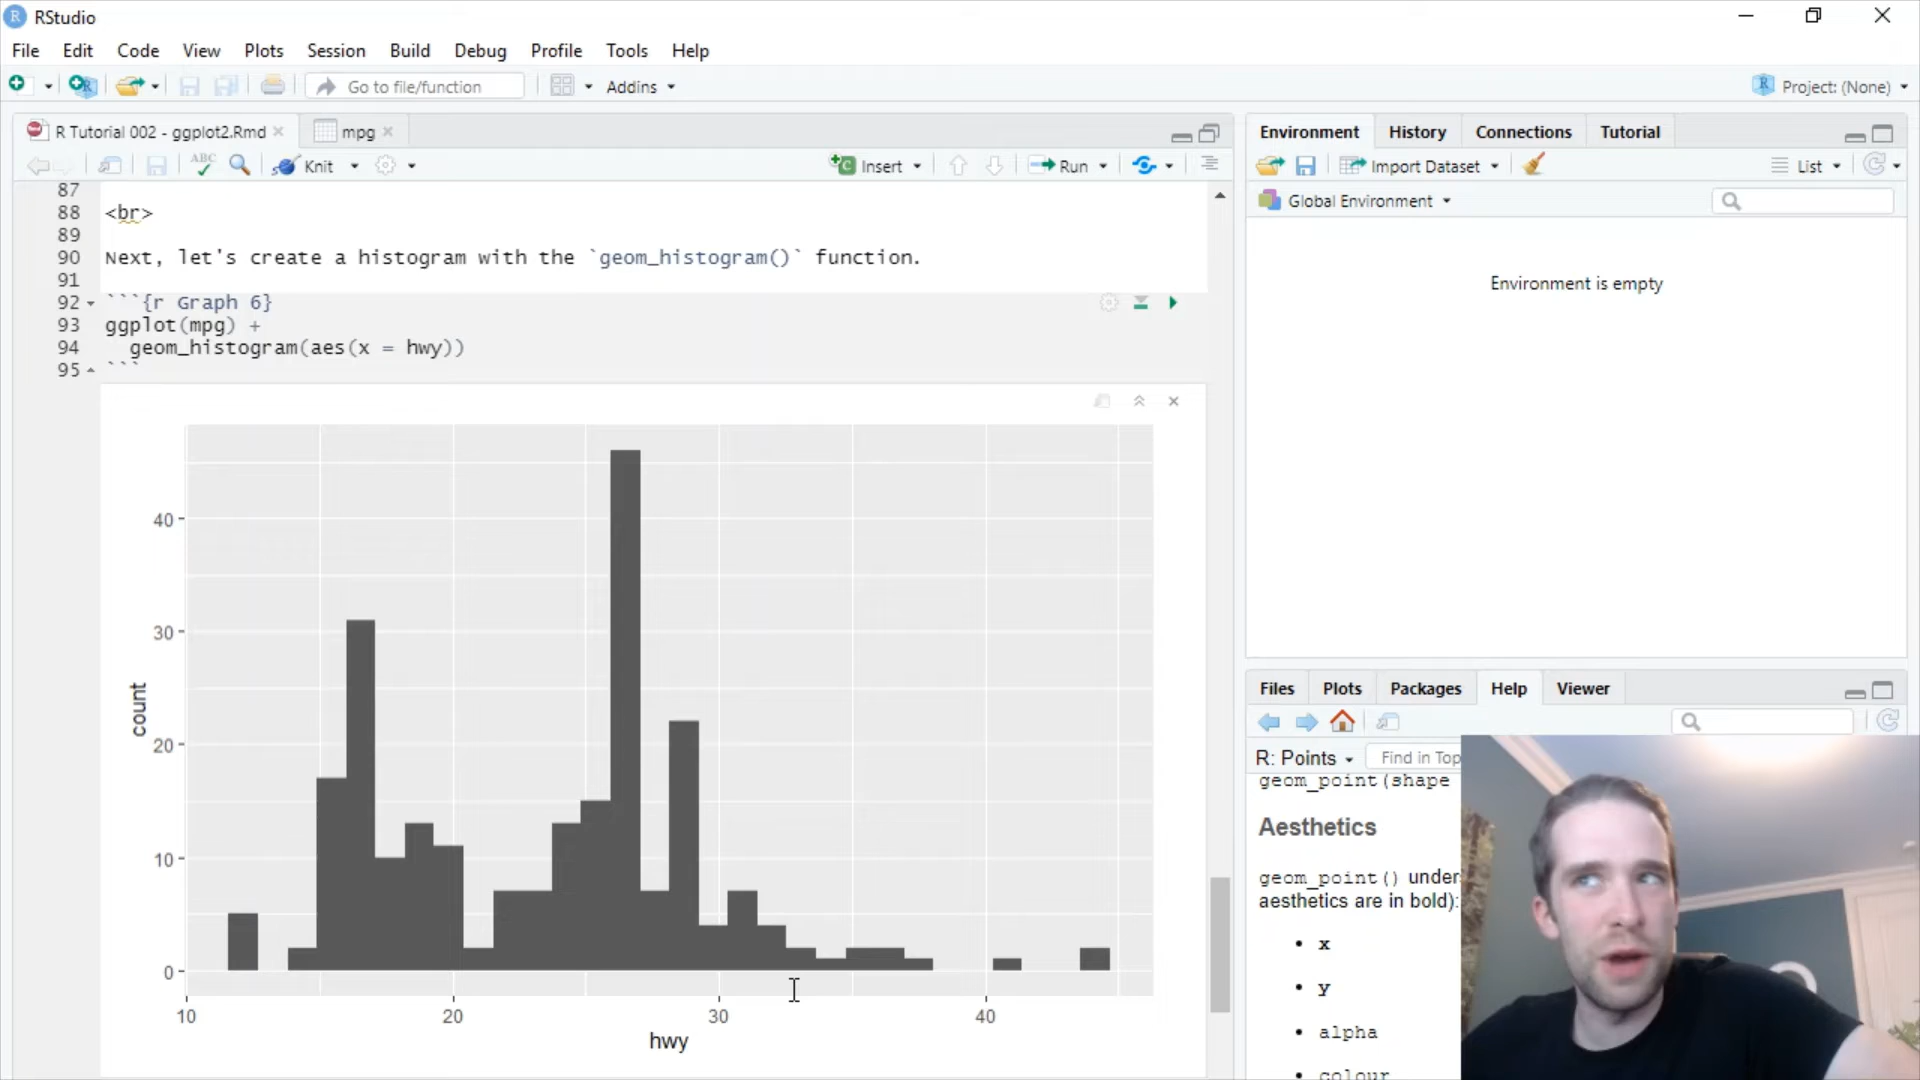 RStudio
File Edit Code View Plots Session Build Debug Profile Tools Help
Go to file/function Addins Project: (None)
R Tutorial 002 - ggplot2.Rmd mpg
ABC Knit Insert Run
87
88 <br>
89
90 Next, let's create a histogram with the `geom_histogram()` function.
91
92 ```{r Graph 6}
93 ggplot(mpg) +
94 geom_histogram(aes(x = hwy))
95 ```
40
30
20
10
0
count
10 20 30 40
hwy
Environment History Connections Tutorial
Import Dataset List
Global Environment
Environment is empty
Files Plots Packages Help Viewer
R: Points Find in Top
geom_point(shape
Aesthetics
geom_point() under
aesthetics are in bold):
• x
• y
• alpha
• colour